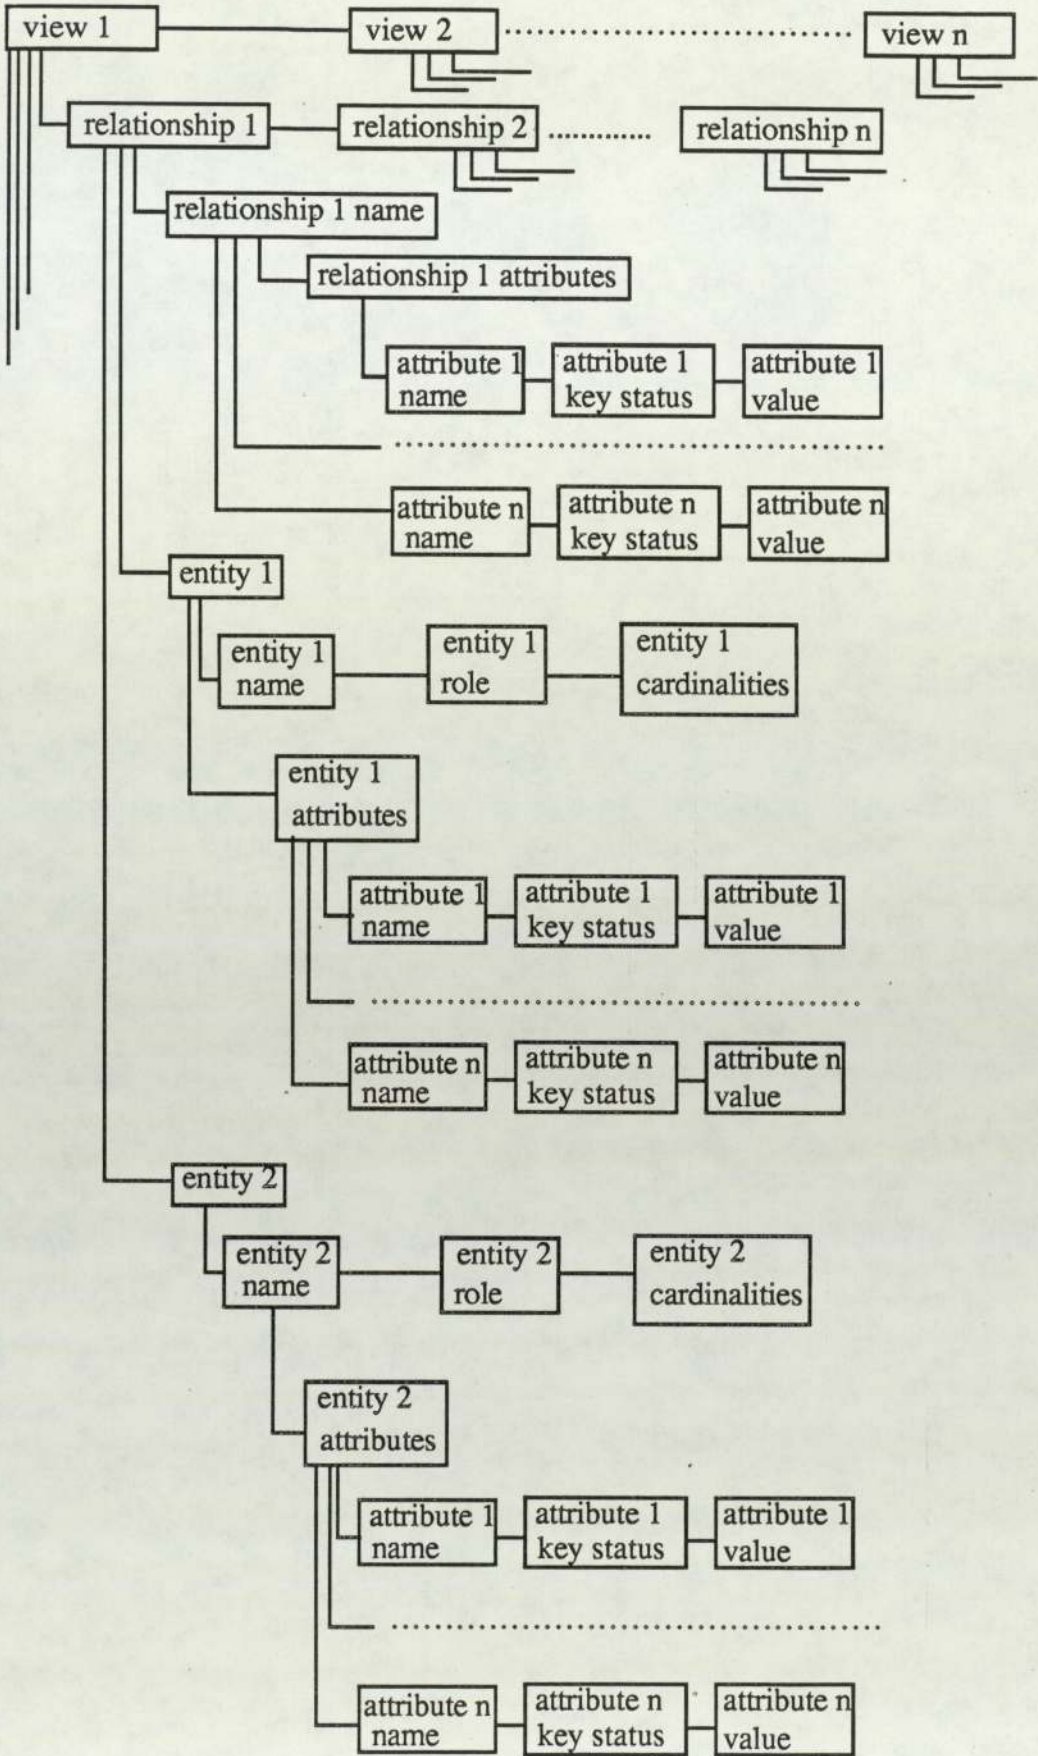 view 1
view 2
view n
relationship 1
relationship 2
relationship n
relationship 1 name
relationship 1 attributes
attribute 1
name
attribute 1
key status
attribute 1
value
attribute n
name
attribute n
key status
attribute n
value
entity 1
entity 1
name
entity 1
role
entity 1
cardinalities
entity 1
attributes
attribute 1
name
attribute 1
key status
attribute 1
value
attribute n
name
attribute n
key status
attribute n
value
entity 2
entity 2
name
entity 2
role
entity 2
cardinalities
entity 2
attributes
attribute 1
name
attribute 1
key status
attribute 1
value
attribute n
name
attribute n
key status
attribute n
value